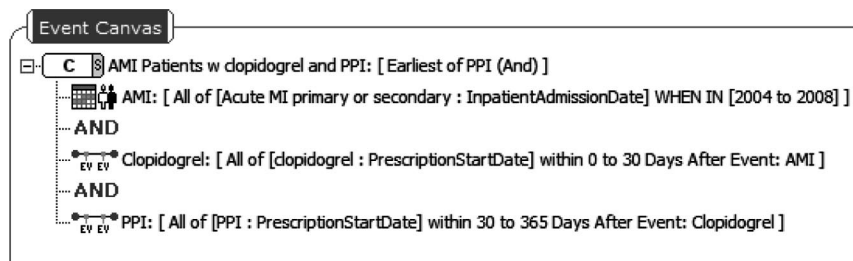 Event Canvas
C S AMI Patients w clopidogrel and PPI: [ Earliest of PPI (And) ]
AMI: [ All of [Acute MI primary or secondary : InpatientAdmissionDate] WHEN IN [2004 to 2008] ]
AND
EV EV Clopidogrel: [ All of [clopidogrel : PrescriptionStartDate] within 0 to 30 Days After Event: AMI ]
AND
EV EV PPI: [ All of [PPI : PrescriptionStartDate] within 30 to 365 Days After Event: Clopidogrel ]